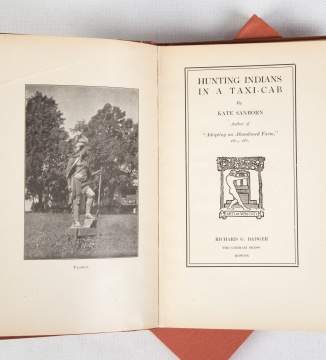 HUNTING INDIANS
IN A TAXI-CAB
By
KATE SANBORN
Author of
"Adopting an Abandoned Farm,"
etc., etc.
RICHARD G. BADGER
THE GORHAM PRESS
BOSTON